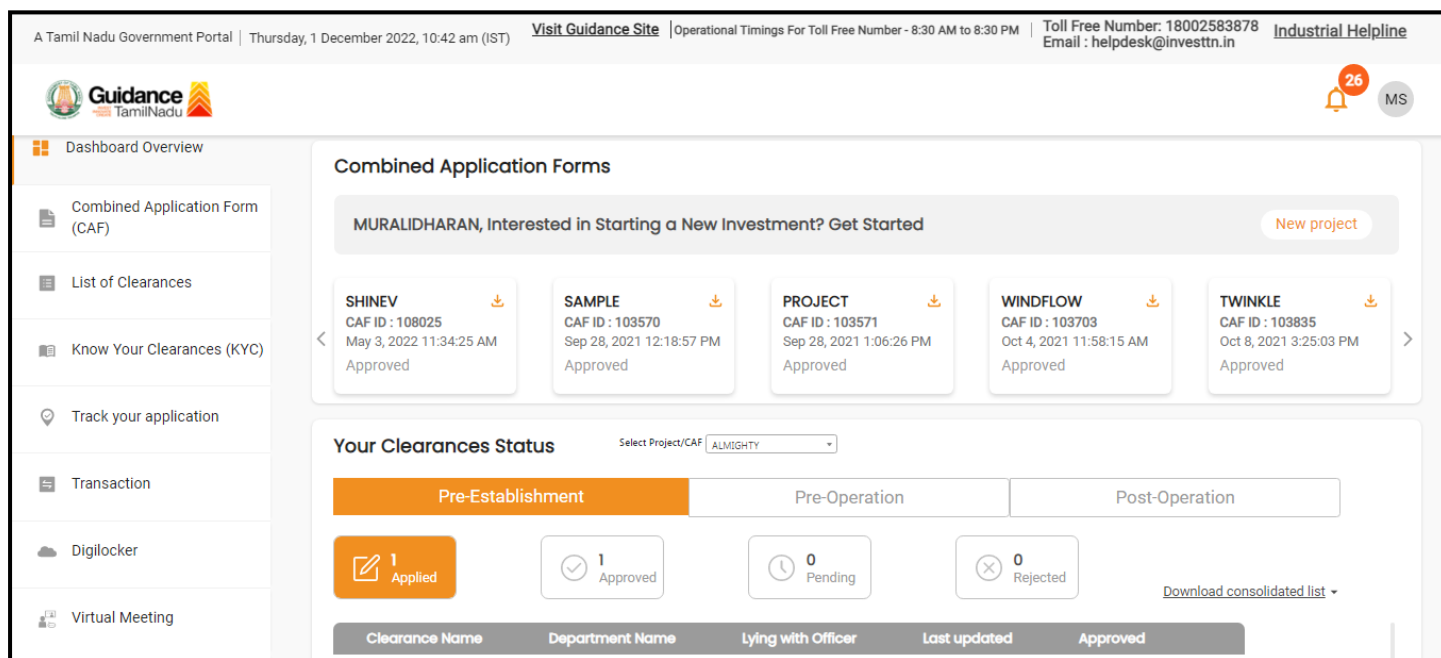 A Tamil Nadu Government Portal | Thursday, 1 December 2022, 10:42 am (IST)
Visit Guidance Site | Operational Timings For Toll Free Number - 8:30 AM to 8:30 PM | Toll Free Number: 18002583878
Email : helpdesk@investtn.in
Industrial Helpline
Guidance
TamilNadu
26
MS
Dashboard Overview
Combined Application Form
(CAF)
List of Clearances
Know Your Clearances (KYC)
Track your application
Transaction
Digilocker
Virtual Meeting
Combined Application Forms
MURALIDHARAN, Interested in Starting a New Investment? Get Started
New project
SHINEV
CAF ID : 108025
May 3, 2022 11:34:25 AM
Approved
SAMPLE
CAF ID : 103570
Sep 28, 2021 12:18:57 PM
Approved
PROJECT
CAF ID : 103571
Sep 28, 2021 1:06:26 PM
Approved
WINDFLOW
CAF ID : 103703
Oct 4, 2021 11:58:15 AM
Approved
TWINKLE
CAF ID : 103835
Oct 8, 2021 3:25:03 PM
Approved
Your Clearances Status
Select Project/CAF ALMIGHTY
Pre-Establishment
Pre-Operation
Post-Operation
1
Applied
1
Approved
0
Pending
0
Rejected
Download consolidated list
Clearance Name Department Name Lying with Officer Last updated Approved